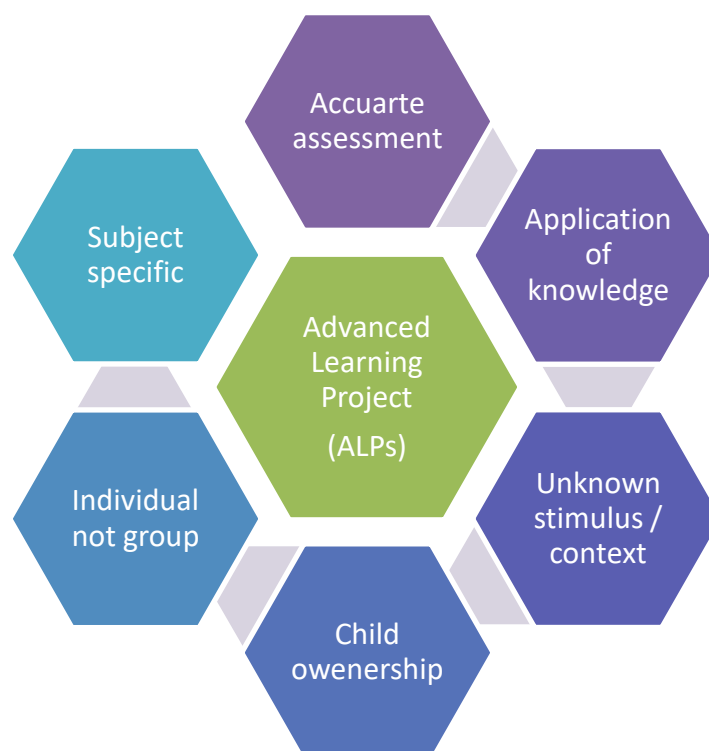 Accuarte
assessment
Application
of
knowledge
Unknown
stimulus /
context
Child
owenership
Individual
not group
Subject
specific
Advanced
Learning
Project
(ALPs)